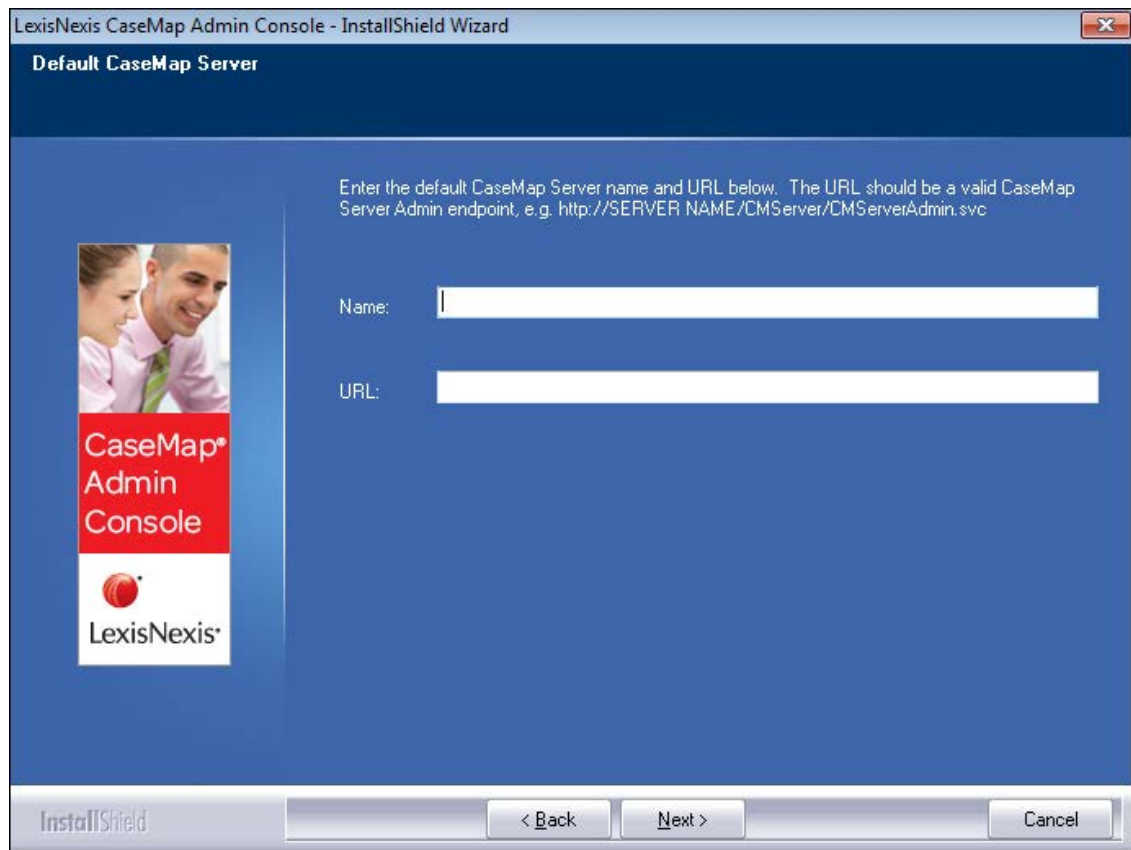 LexisNexis CaseMap Admin Console - InstallShield Wizard
Default CaseMap Server
Enter the default CaseMap Server name and URL below. The URL should be a valid CaseMap
Server Admin endpoint, e.g. http://SERVER NAME/CMServer/CMServerAdmin.svc
Name:
URL:
CaseMap®
Admin
Console
LexisNexis®
InstallShield
< Back
Next >
Cancel